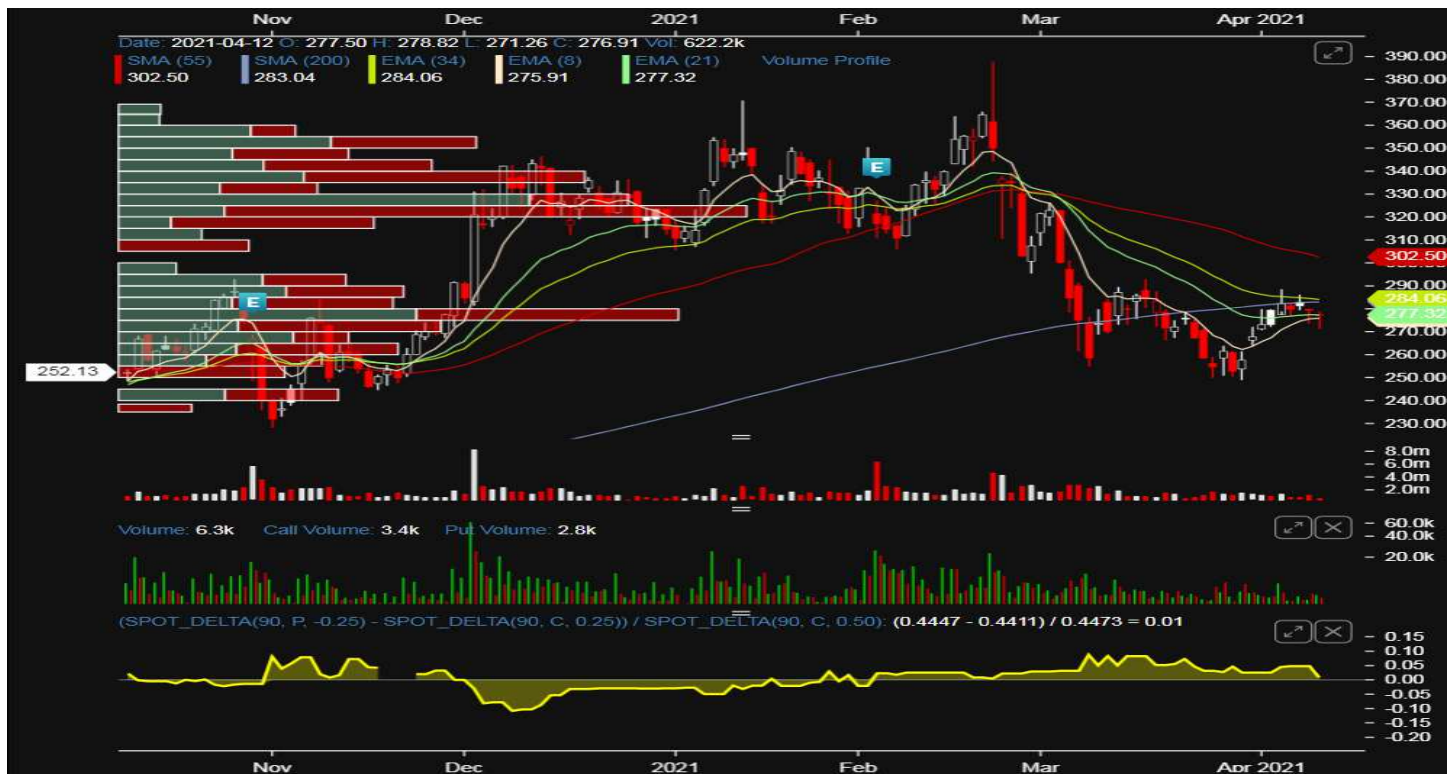 Nov Dec 2021 Feb Mar Apr 2021
Date: 2021-04-12 O: 277.50 H: 278.82 L: 271.26 C: 276.91 Vol: 622.2k
SMA (55) SMA (200) EMA (34) EMA (8) EMA (21) Volume Profile
302.50 283.04 284.06 275.91 277.32
390.00
380.00
370.00
360.00
350.00
340.00
E
330.00
320.00
310.00
302.50
290.00
E
284.06
277.32
270.00
260.00
252.13
250.00
240.00
230.00
8.0m
6.0m
4.0m
2.0m
Volume: 6.3k Call Volume: 3.4k Put Volume: 2.8k
60.0k
40.0k
20.0k
(SPOT_DELTA(90, P, -0.25) - SPOT_DELTA(90, C, 0.25)) / SPOT_DELTA(90, C, 0.50): (0.4447 - 0.4411) / 0.4473 = 0.01
0.15
0.10
0.05
0.00
-0.05
-0.10
-0.15
-0.20
Nov Dec 2021 Feb Mar Apr 2021